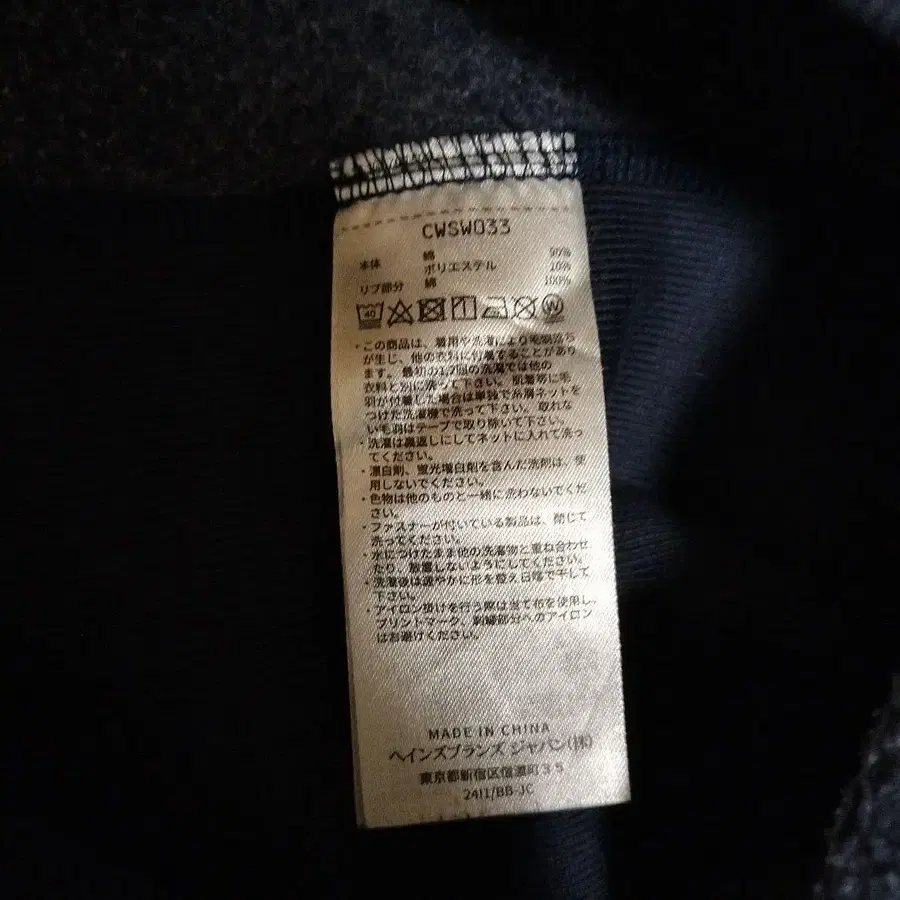 CWSW033
本体 綿 90%
ポリエステル 10%
リブ部分 綿 100%
40
W
・この商品は、着用や洗濯により毛羽落ち
が生じ、他の衣料に付着することがあり
ます。最初の1,2回の洗濯では他の
衣料と別に洗って下さい。肌着等に毛
羽が付着した場合は単独で糸屑ネットを
つけた洗濯機で洗って下さい。取れな
い毛羽はテープで取り除いて下さい。
・洗濯は裏返しにしてネットに入れて洗っ
てください。
・漂白剤、蛍光増白剤を含んだ洗剤は、使
用しないでください。
・色物は他のものと一緒に洗わないでくだ
さい。
・ファスナーが付いている製品は、閉じて
洗ってください。
・水につけたまま他の洗濯物と重ね合わせ
たり、放置しないようにしてください。
・洗濯後は速やかに形を整え日陰で干して
下さい。
・アイロン掛けを行う際は当て布を使用し、
プリントマーク、刺繍部分へのアイロン
はお避けください。
MADE IN CHINA
ヘインズブランズ ジャパン(株)
東京都新宿区信濃町35
24I1/BB-JC